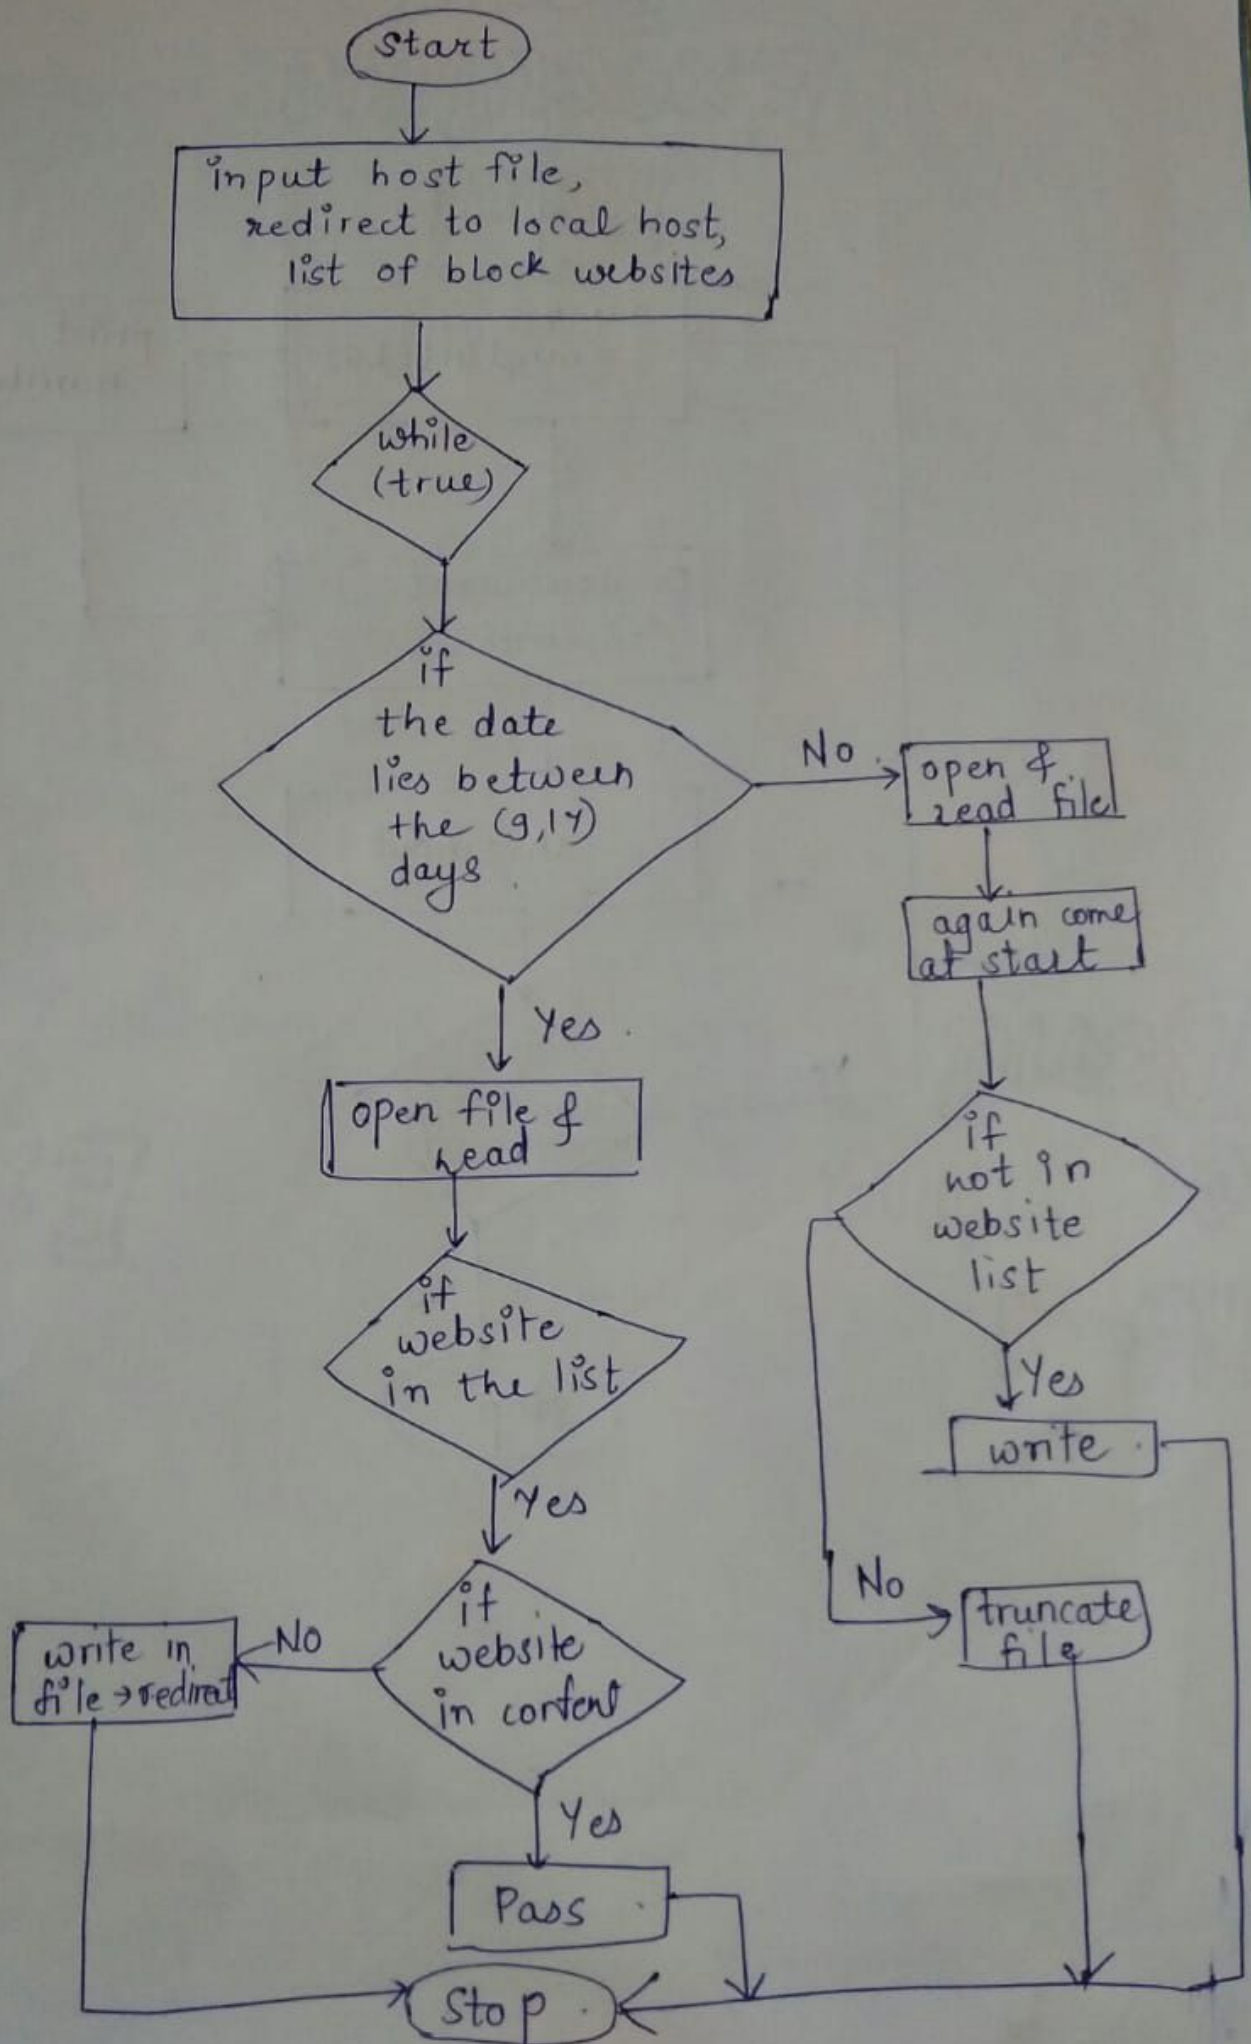 start
input host file,
redirect to local host,
list of block websites
while
(true)
if
the date
lies between
the (9,17)
days
No
open &
read file
again come
at start
Yes
open file &
read
if
not in
website
list
if
website
in the list
Yes
write
Yes
No
truncate
file
if
website
in content
No
write in
file → redirect
Yes
Pass
Stop